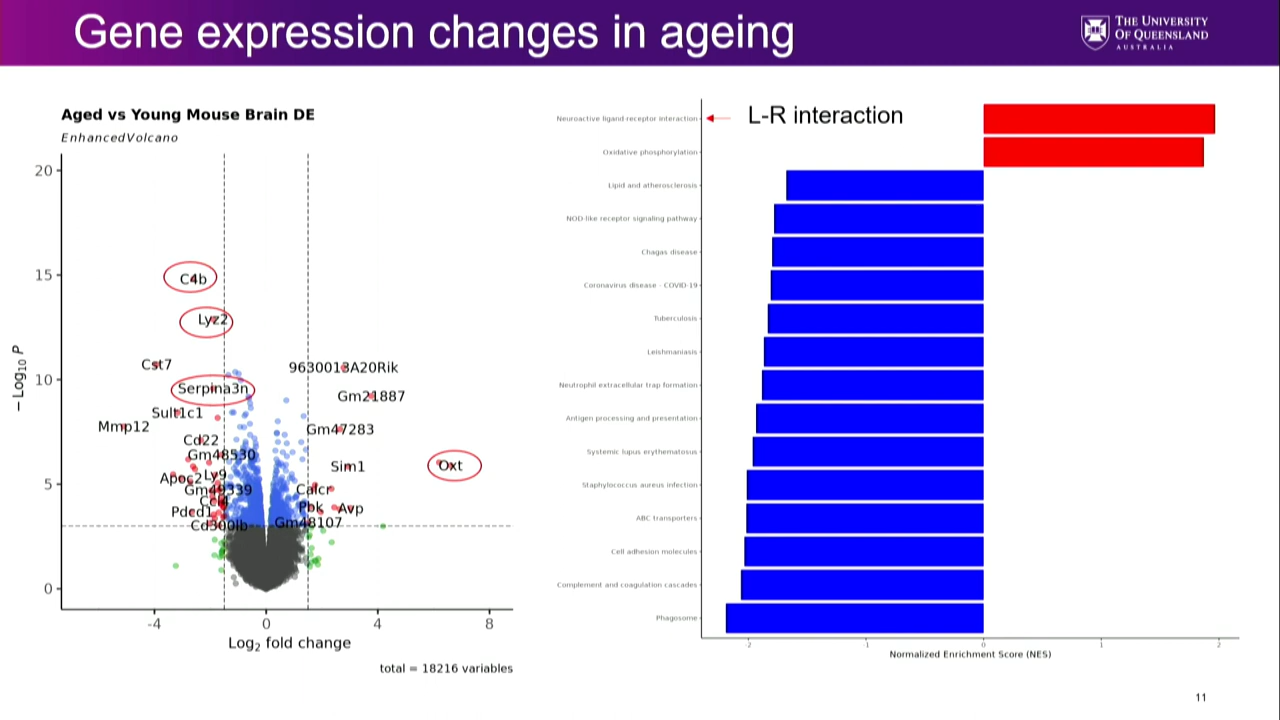 Gene expression changes in ageing
THE UNIVERSITY
OF QUEENSLAND
AUSTRALIA
Aged vs Young Mouse Brain DE
EnhancedVolcano
−Log10 P
20
15
10
5
0
C4b
Lyz2
Cst7
9630013A20Rik
Serpina3n
Gm21887
Sult1c1
Mmp12
Gm47283
Cd22
Gm48530
Sim1
Oxt
Apoc2
Ly9
Gm49339
Calcr
Pdcd1
Pbk
Avp
Cd300lb
Gm48107
-4
0
4
8
Log2 fold change
total = 18216 variables
L-R interaction
Neuroactive ligand-receptor interaction
Oxidative phosphorylation
Lipid and atherosclerosis
NOD-like receptor signaling pathway
Chagas disease
Coronavirus disease - COVID-19
Tuberculosis
Leishmaniasis
Neutrophil extracellular trap formation
Antigen processing and presentation
Systemic lupus erythematosus
Staphylococcus aureus infection
ABC transporters
Cell adhesion molecules
Complement and coagulation cascades
Phagosome
-2
-1
0
1
2
Normalized Enrichment Score (NES)
11